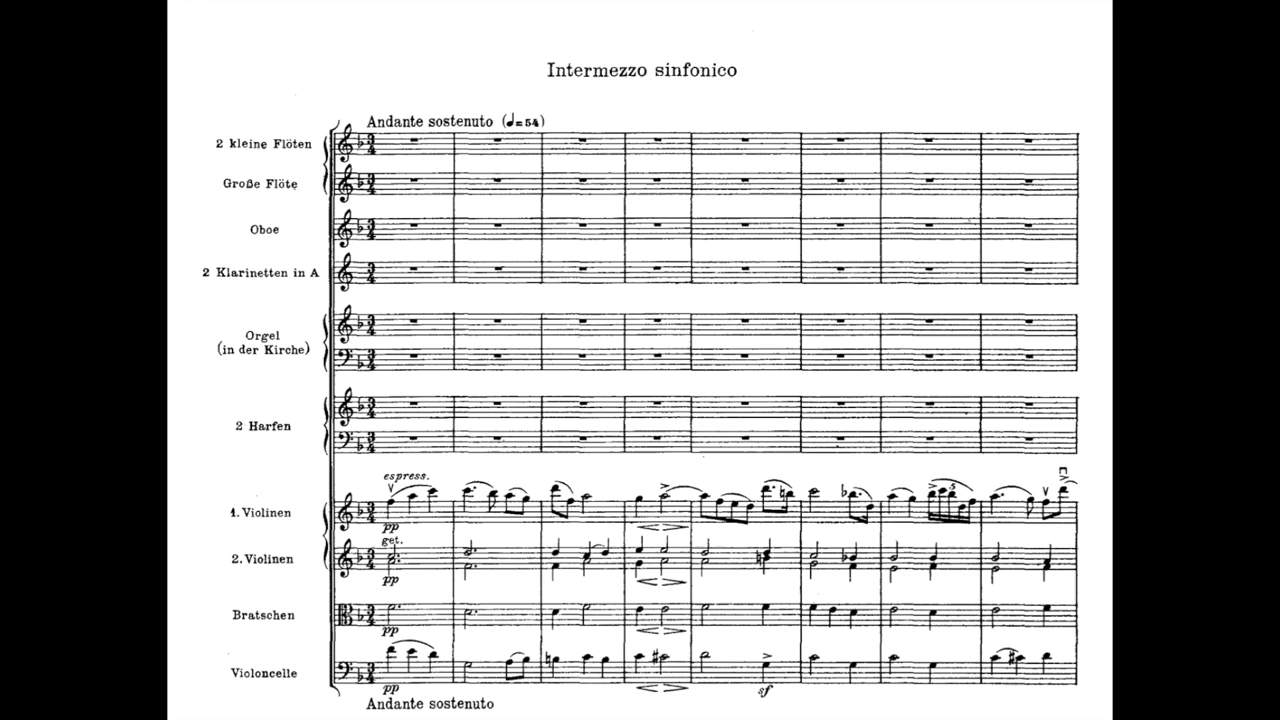 Intermezzo sinfonico
Andante sostenuto (♩=54)
2 kleine Flöten
Große Flöte
Oboe
2 Klarinetten in A
Orgel
(in der Kirche)
2 Harfen
espress.
1. Violinen
pp
get.
2. Violinen
pp
Bratschen
pp
Violoncelle
pp
sf
Andante sostenuto